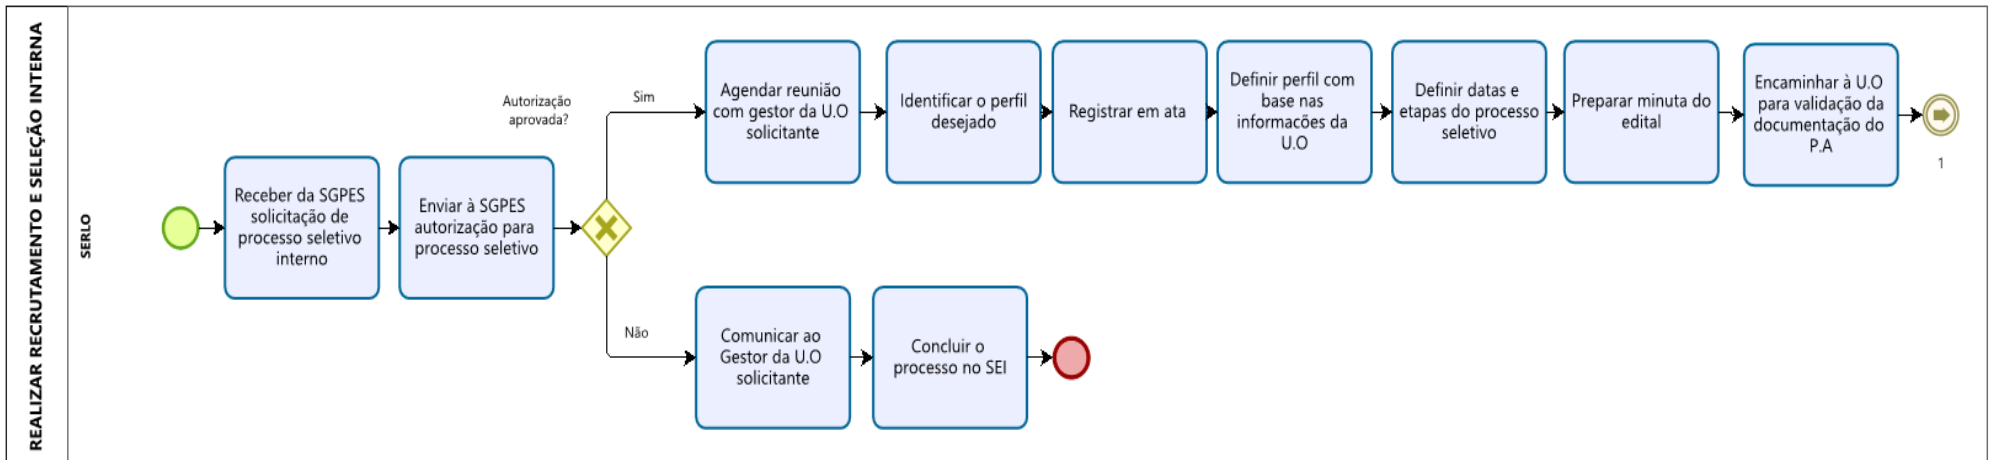 REALIZAR RECRUTAMENTO E SELEÇÃO INTERNA
SERLO
Receber da SGPES
solicitação de
processo seletivo
interno
Enviar à SGPES
autorização para
processo seletivo
Autorização
aprovada?
Sim
Agendar reunião
com gestor da U.O
solicitante
Identificar o perfil
desejado
Registrar em ata
Definir perfil com
base nas
informacões da
U.O
Definir datas e
etapas do processo
seletivo
Preparar minuta do
edital
Encaminhar à U.O
para validação da
documentação do
P.A
1
Não
Comunicar ao
Gestor da U.O
solicitante
Concluir o
processo no SEI